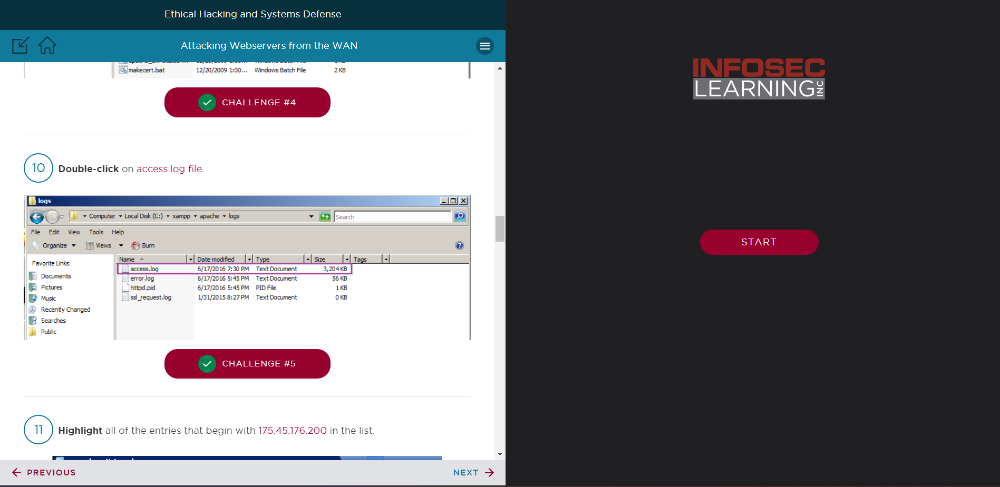 Ethical Hacking and Systems Defense
Attacking Webservers from the WAN
makecert.bat 12/20/2009 1:00... Windows Batch File 2 KB
CHALLENGE #4
10 Double-click on access.log file.
logs
Computer Local Disk (C:) xampp apache logs Search
File Edit View Tools Help
Organize Views Burn
Favorite Links
Documents
Pictures
Music
Recently Changed
Searches
Public
Name Date modified Type Size Tags
access.log 6/17/2016 7:30 PM Text Document 3,204 KB
error.log 6/17/2016 5:45 PM Text Document 56 KB
httpd.pid 6/17/2016 5:45 PM PID File 1 KB
ssl_request.log 1/31/2015 8:27 PM Text Document 0 KB
CHALLENGE #5
11 Highlight all of the entries that begin with 175.45.176.200 in the list.
PREVIOUS
NEXT
INFOSEC
LEARNING INC
START